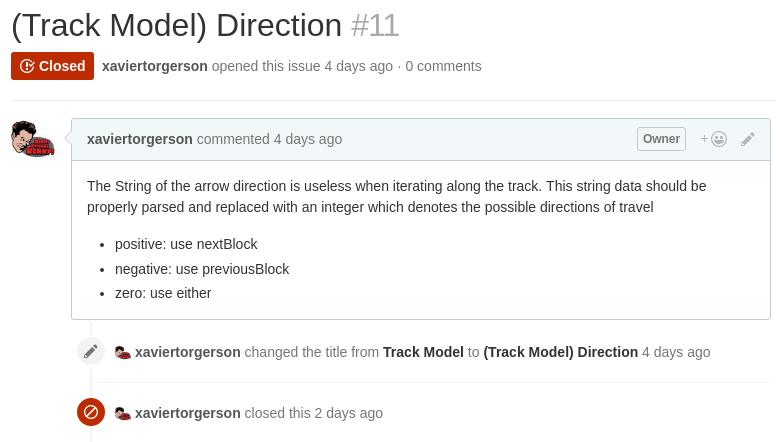 (Track Model) Direction #11
Closed xaviertorgerson opened this issue 4 days ago · 0 comments
xaviertorgerson commented 4 days ago Owner +
The String of the arrow direction is useless when iterating along the track. This string data should be
properly parsed and replaced with an integer which denotes the possible directions of travel
• positive: use nextBlock
• negative: use previousBlock
• zero: use either
xaviertorgerson changed the title from Track Model to (Track Model) Direction 4 days ago
xaviertorgerson closed this 2 days ago